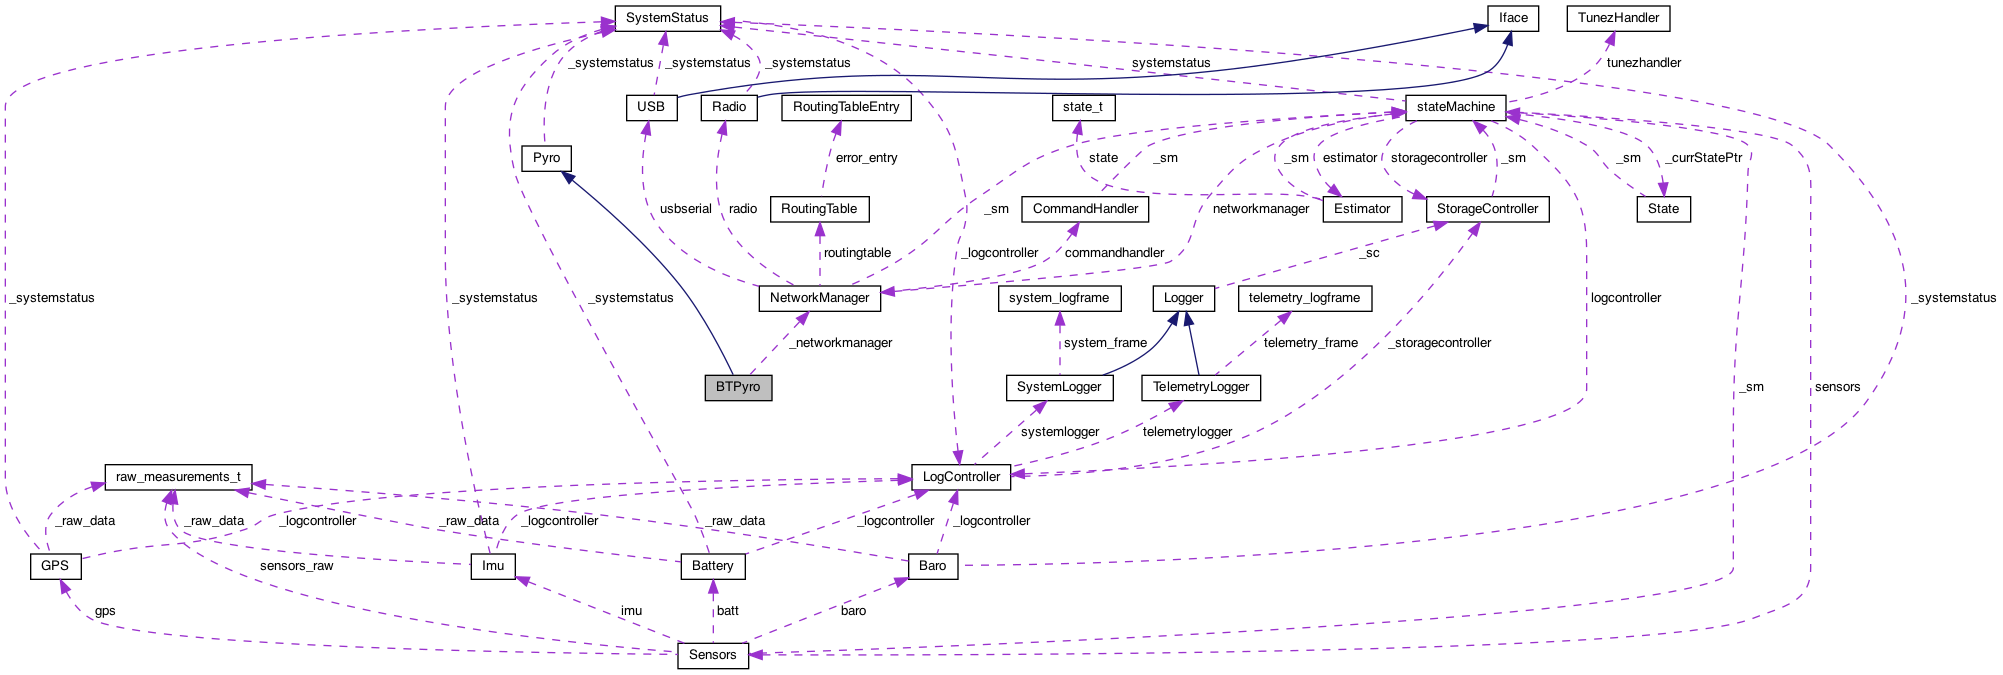 SystemStatus
Iface
TunezHandler
_systemstatus
_systemstatus
_systemstatus
systemstatus
tunezhandler
USB
Radio
RoutingTableEntry
state_t
stateMachine
Pyro
error_entry
state
_sm
_sm
estimator
storagecontroller
_sm
_sm
_currStatePtr
usbserial
radio
RoutingTable
_sm
CommandHandler
networkmanager
Estimator
StorageController
State
routingtable
_logcontroller
commandhandler
_sc
_systemstatus
_systemstatus
_systemstatus
NetworkManager
system_logframe
Logger
telemetry_logframe
logcontroller
_systemstatus
_networkmanager
system_frame
telemetry_frame
_storagecontroller
BTPyro
SystemLogger
TelemetryLogger
_sm
sensors
systemlogger
telemetrylogger
raw_measurements_t
LogController
_raw_data
_raw_data
_logcontroller
_raw_data
_logcontroller
_raw_data
_logcontroller
_logcontroller
GPS
sensors_raw
Imu
Battery
Baro
gps
imu
batt
baro
Sensors